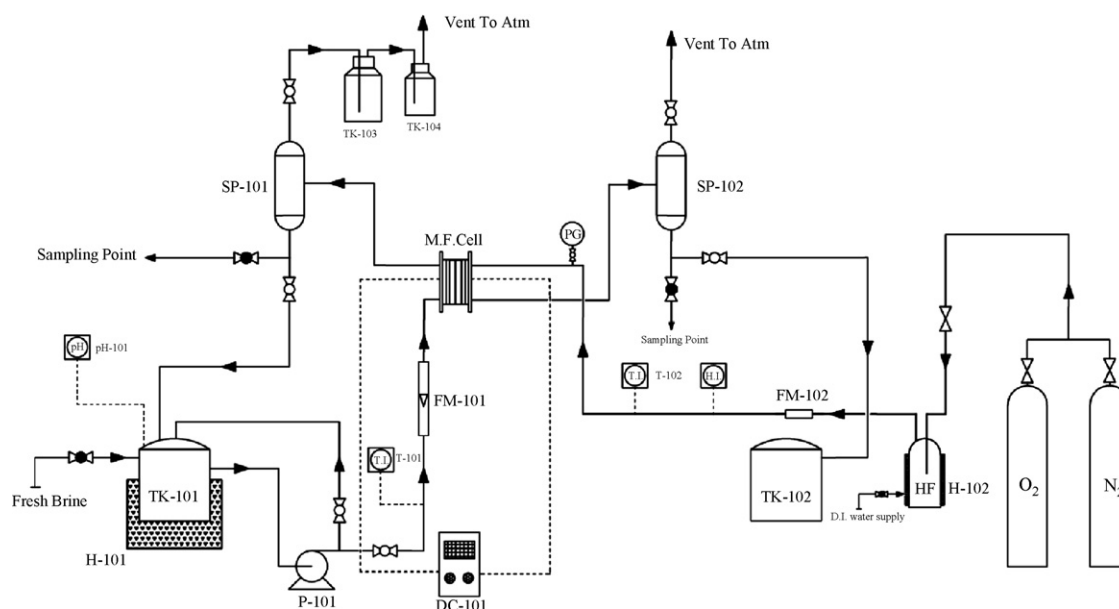 Vent To Atm
Vent To Atm
TK-103
TK-104
SP-101
SP-102
M.F.Cell
PG
Sampling Point
Sampling Point
pH
pH-101
T.I.
T-102
H.I.
FM-101
FM-102
T.I
T-101
Fresh Brine
TK-101
TK-102
HF
H-102
O2
N2
D.I. water supply
H-101
P-101
DC-101